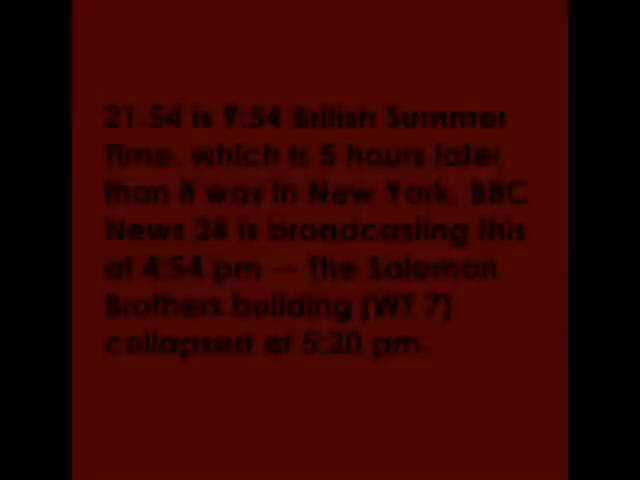 21.54 is 9:54 British Summer
Time, which is 5 hours later
than it was in New York. BBC
News 24 is broadcasting this
at 4:54 pm -- The Salomon
Brothers building (WT 7)
collapsed at 5:20 pm.